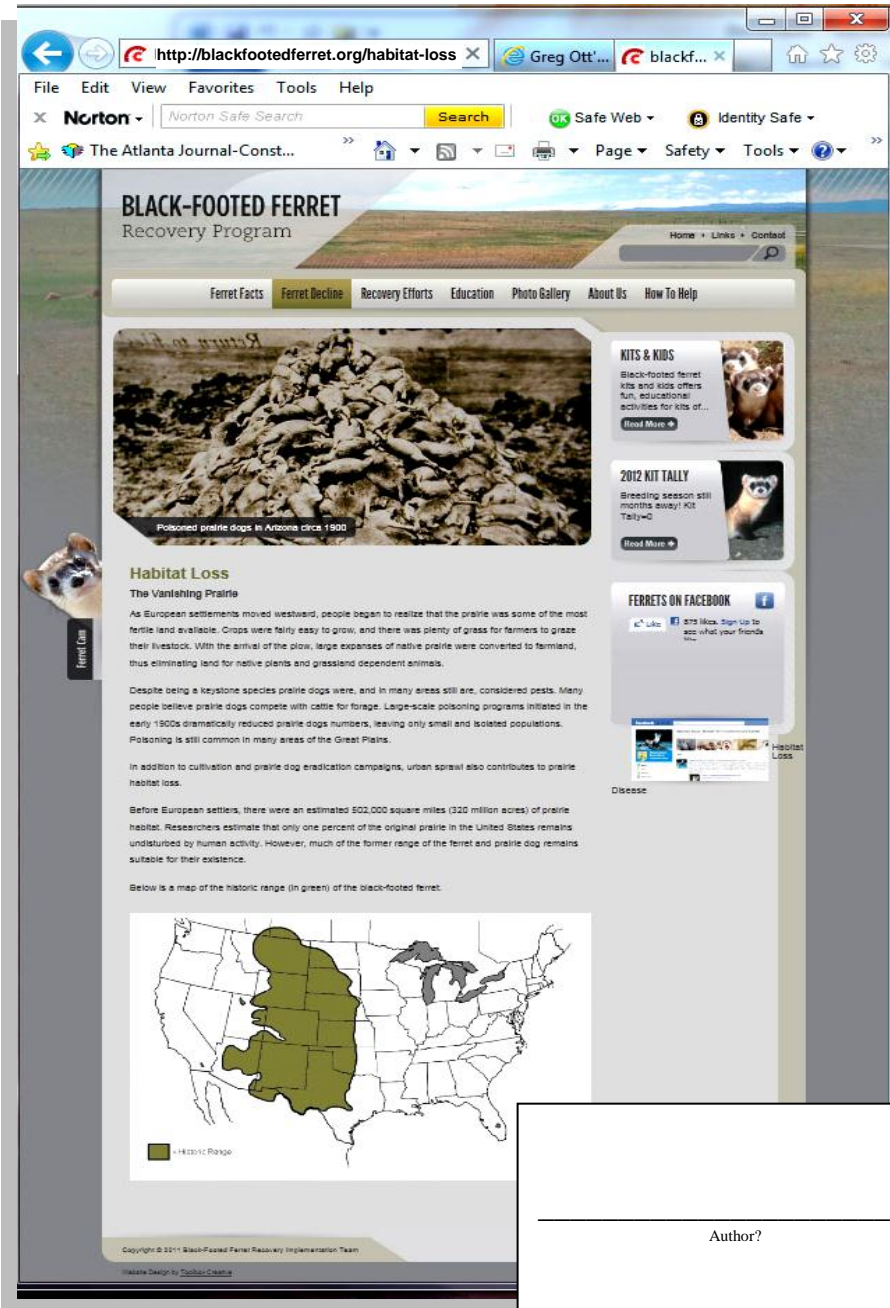 http://blackfootedferret.org/habitat-loss
Greg Ott'...
blackf...
File Edit View Favorites Tools Help
Norton
Norton Safe Search
Search
OK Safe Web
Identity Safe
The Atlanta Journal-Const...
Page
Safety
Tools
BLACK-FOOTED FERRET
Recovery Program
Home
Links
Contact
Ferret Facts
Ferret Decline
Recovery Efforts
Education
Photo Gallery
About Us
How To Help
Return to files
Poisoned prairie dogs in Arizona circa 1900
Ferret Cam
Habitat Loss
The Vanishing Prairie
As European settlements moved westward, people began to realize that the prairie was some of the most
fertile land available. Crops were fairly easy to grow, and there was plenty of grass for farmers to graze
their livestock. With the arrival of the plow, large expanses of native prairie were converted to farmland,
thus eliminating land for native plants and grassland dependent animals.
Despite being a keystone species prairie dogs were, and in many areas still are, considered pests. Many
people believe prairie dogs compete with cattle for forage. Large-scale poisoning programs initiated in the
early 1900s dramatically reduced prairie dogs numbers, leaving only small and isolated populations.
Poisoning is still common in many areas of the Great Plains.
In addition to cultivation and prairie dog eradication campaigns, urban sprawl also contributes to prairie
habitat loss.
Before European settlers, there were an estimated 502,000 square miles (320 million acres) of prairie
habitat. Researchers estimate that only one percent of the original prairie in the United States remains
undisturbed by human activity. However, much of the former range of the ferret and prairie dog remains
suitable for their existence.
Below is a map of the historic range (in green) of the black-footed ferret.
= Historic Range
KITS & KIDS
Black-footed ferret
kits and kids offers
fun, educational
activities for kits of...
Read More
2012 KIT TALLY
Breeding season still
months away! Kit
Tally=0
Read More
FERRETS ON FACEBOOK
Like
875 likes. Sign Up to
see what your friends
Habitat
Loss
Disease
Copyright © 2011 Black-Footed Ferret Recovery Implementation Team
Website Design by Toolbox Creative
Author?